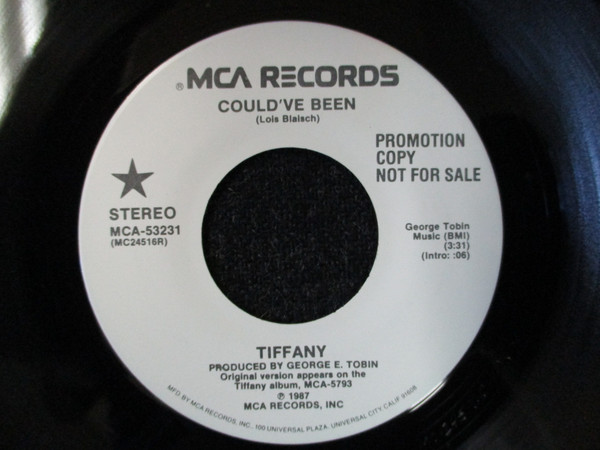 ® MCA RECORDS
COULD'VE BEEN
(Lois Blaisch)
PROMOTION
COPY
NOT FOR SALE
STEREO
MCA-53231
(MC24516R)
George Tobin
Music (BMI)
(3:31)
(Intro: :06)
TIFFANY
PRODUCED BY GEORGE E. TOBIN
Original version appears on the
Tiffany album, MCA-5793
℗ 1987
MCA RECORDS, INC
MFG BY MCA RECORDS, INC., 100 UNIVERSAL PLAZA, UNIVERSAL CITY, CALIF. 91608